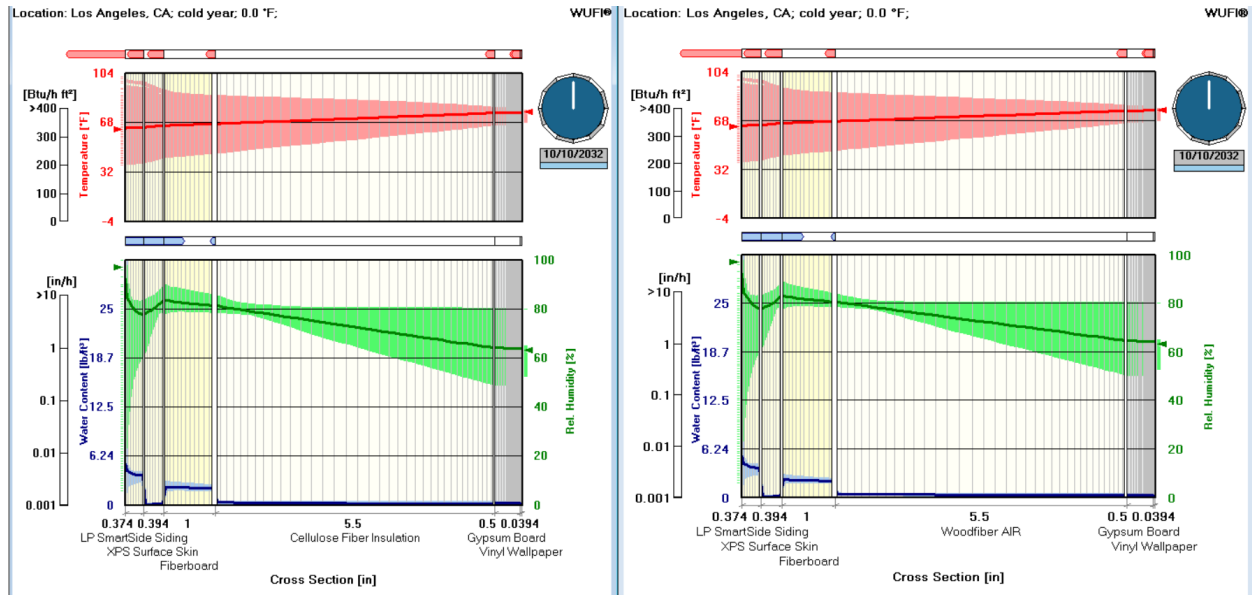 Location: Los Angeles, CA; cold year; 0.0 °F; WUFI®
104
[Btu/h ft²]
>400
68
300
Temperature [°F]
200
32
10/10/2032
100
0
-4
100
[in/h]
>10
25
80
1
18.7
60
Water Content [lb/ft³]
Rel. Humidity [%]
0.1
12.5
40
0.01
6.24
20
0.001
0
0
0.374 0.394 1 5.5 0.5 0.0394
LP SmartSide Siding Cellulose Fiber Insulation Gypsum Board
XPS Surface Skin Vinyl Wallpaper
Fiberboard
Cross Section [in]
Location: Los Angeles, CA; cold year; 0.0 °F; WUFI®
104
[Btu/h ft²]
>400
68
300
Temperature [°F]
200
32
10/10/2032
100
0
-4
100
[in/h]
>10
25
80
1
18.7
60
Water Content [lb/ft³]
Rel. Humidity [%]
0.1
12.5
40
0.01
6.24
20
0.001
0
0
0.374 0.394 1 5.5 0.5 0.0394
LP SmartSide Siding Woodfiber AIR Gypsum Board
XPS Surface Skin Vinyl Wallpaper
Fiberboard
Cross Section [in]